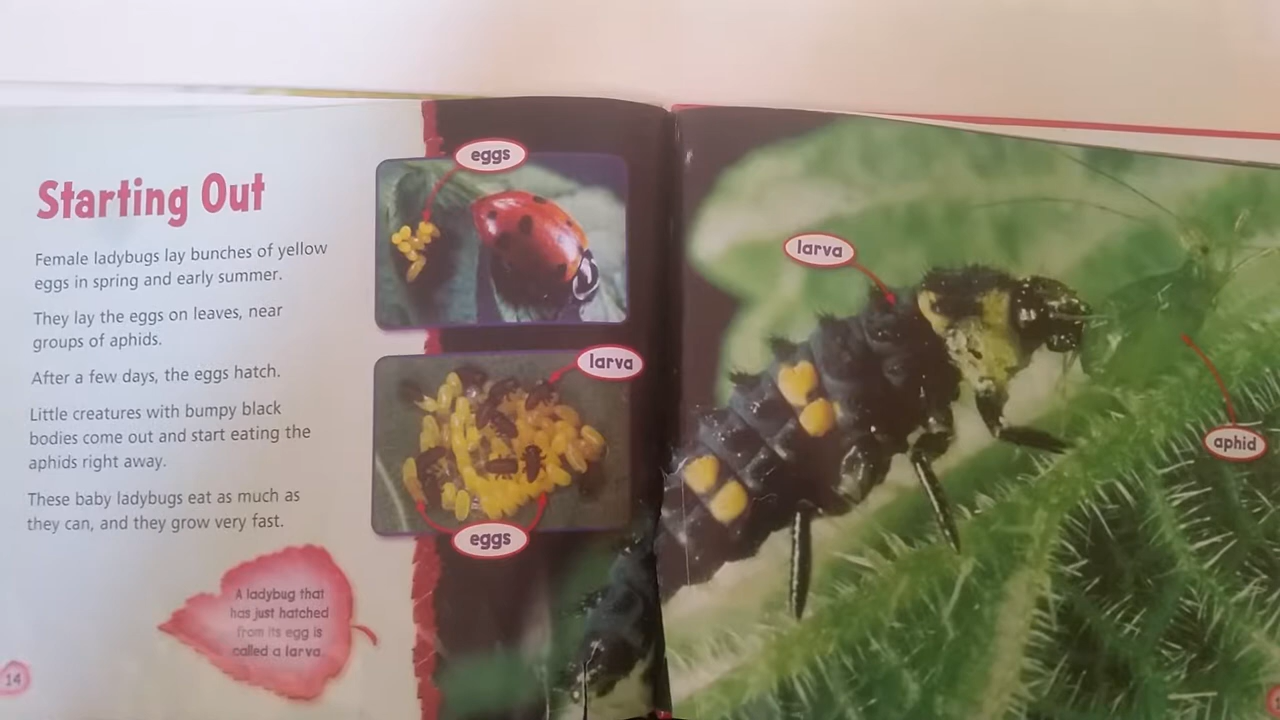 Starting Out
Female ladybugs lay bunches of yellow
eggs in spring and early summer.
They lay the eggs on leaves, near
groups of aphids.
After a few days, the eggs hatch.
Little creatures with bumpy black
bodies come out and start eating the
aphids right away.
These baby ladybugs eat as much as
they can, and they grow very fast.
A ladybug that
has just hatched
from its egg is
called a larva.
14
eggs
larva
eggs
larva
aphid